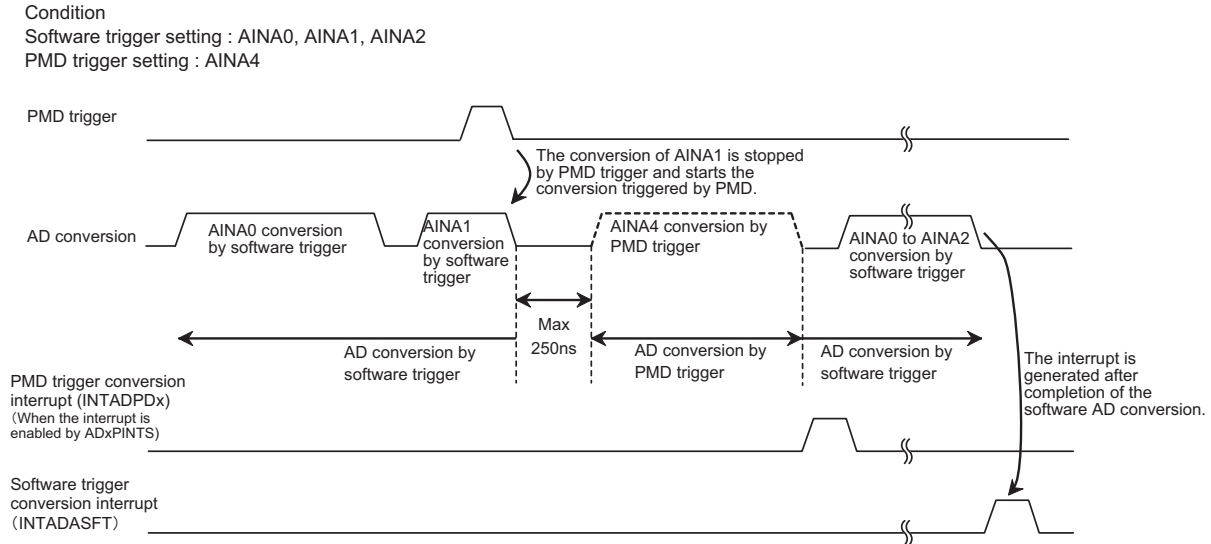 Condition
Software trigger setting : AINA0, AINA1, AINA2
PMD trigger setting : AINA4
PMD trigger
The conversion of AINA1 is stopped
by PMD trigger and starts the
conversion triggered by PMD.
AD conversion
AINA0 conversion
by software trigger
AINA1
conversion
by software
trigger
AINA4 conversion by
PMD trigger
AINA0 to AINA2
conversion by
software trigger
Max
250ns
AD conversion by
software trigger
AD conversion by
PMD trigger
AD conversion by
software trigger
The interrupt is
generated after
completion of the
software AD conversion.
PMD trigger conversion
interrupt (INTADPDx)
(When the interrupt is
enabled by ADxPINTS)
Software trigger
conversion interrupt
(INTADASFT)